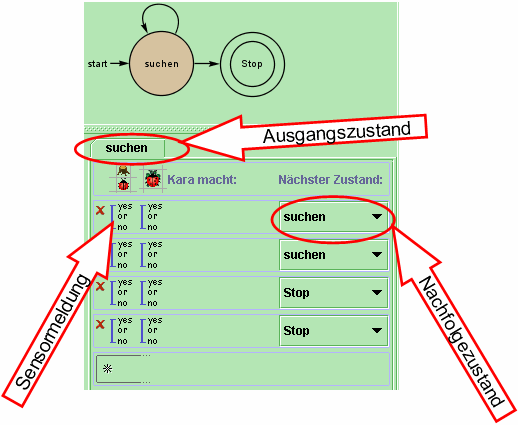 start
suchen
Stop
Ausgangszustand
suchen
Kara macht: Nächster Zustand:
yes yes
or or
no no
suchen
yes yes
or or
no no
suchen
yes yes
or or
no no
Stop
yes yes
or or
no no
Stop
Sensormeldung
Nachfolgezustand